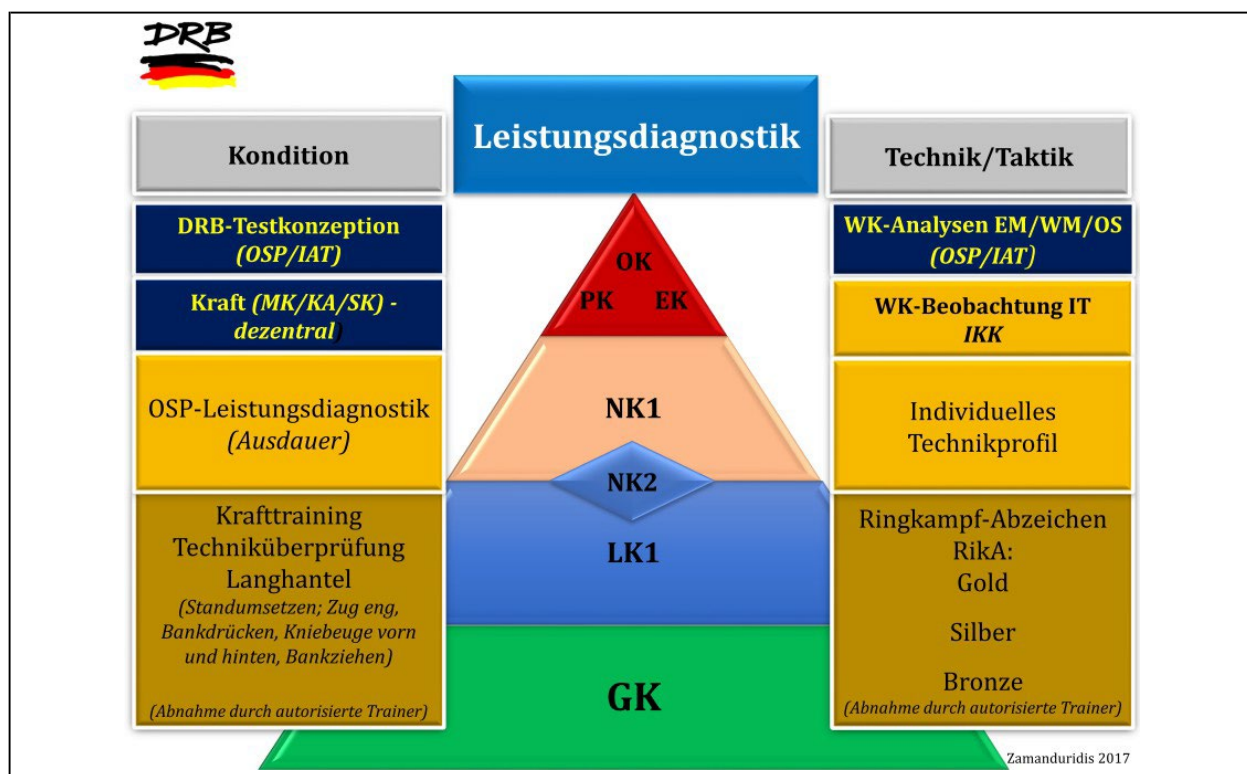 DRB
Leistungsdiagnostik
Kondition
DRB-Testkonzeption
(OSP/IAT)
Kraft (MK/KA/SK) -
dezentral)
OSP-Leistungsdiagnostik
(Ausdauer)
Krafttraining
Techniküberprüfung
Langhantel
(Standumsetzen; Zug eng,
Bankdrücken, Kniebeuge vorn
und hinten, Bankziehen)
(Abnahme durch autorisierte Trainer)
OK
PK EK
NK1
NK2
LK1
GK
Technik/Taktik
WK-Analysen EM/WM/OS
(OSP/IAT)
WK-Beobachtung IT
IKK
Individuelles
Technikprofil
Ringkampf-Abzeichen
RikA:
Gold
Silber
Bronze
(Abnahme durch autorisierte Trainer)
Zamanduridis 2017